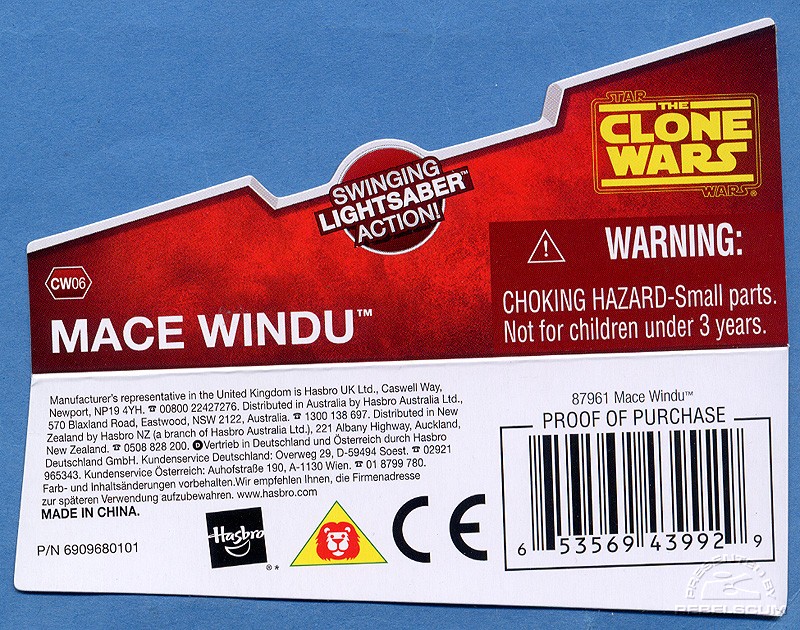 STAR
THE
CLONE
WARS
WARS®
SWINGING
LIGHTSABER™
ACTION!
CW06
MACE WINDU™
WARNING:
CHOKING HAZARD-Small parts.
Not for children under 3 years.
Manufacturer's representative in the United Kingdom is Hasbro UK Ltd., Caswell Way,
Newport, NP19 4YH. ☎ 00800 22427276. Distributed in Australia by Hasbro Australia Ltd.,
570 Blaxland Road, Eastwood, NSW 2122, Australia. ☎ 1300 138 697. Distributed in New
Zealand by Hasbro NZ (a branch of Hasbro Australia Ltd.), 221 Albany Highway, Auckland,
New Zealand. ☎ 0508 828 200. D Vertrieb in Deutschland und Österreich durch Hasbro
Deutschland GmbH. Kundenservice Deutschland: Overweg 29, D-59494 Soest. ☎ 02921
965343. Kundenservice Österreich: Auhofstraße 190, A-1130 Wien. ☎ 01 8799 780.
Farb- und Inhaltsänderungen vorbehalten.Wir empfehlen Ihnen, die Firmenadresse
zur späteren Verwendung aufzubewahren. www.hasbro.com
MADE IN CHINA.
P/N 6909680101
Hasbro
®*
CE
87961 Mace Windu™
PROOF OF PURCHASE
6 53569 43992 9
PRESENTED BY
REBELSCUM